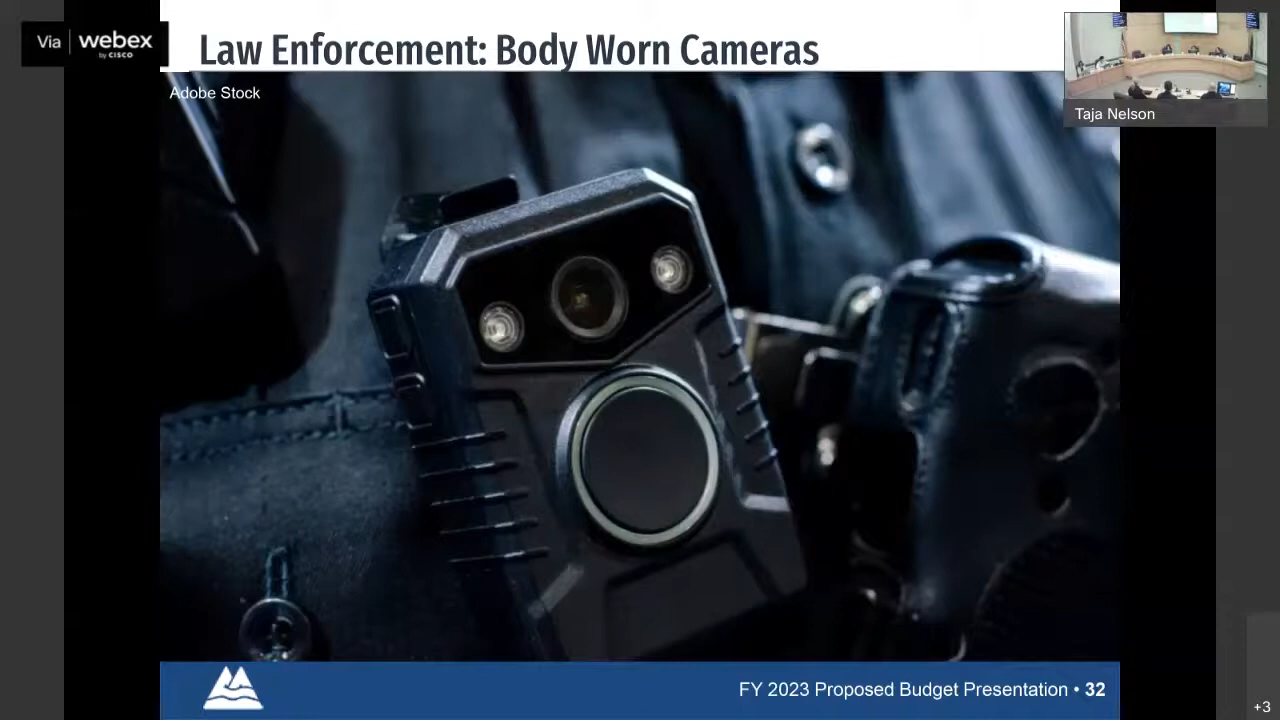 Via webex
by CISCO
Law Enforcement: Body Worn Cameras
Adobe Stock
Taja Nelson
FY 2023 Proposed Budget Presentation • 32
+3